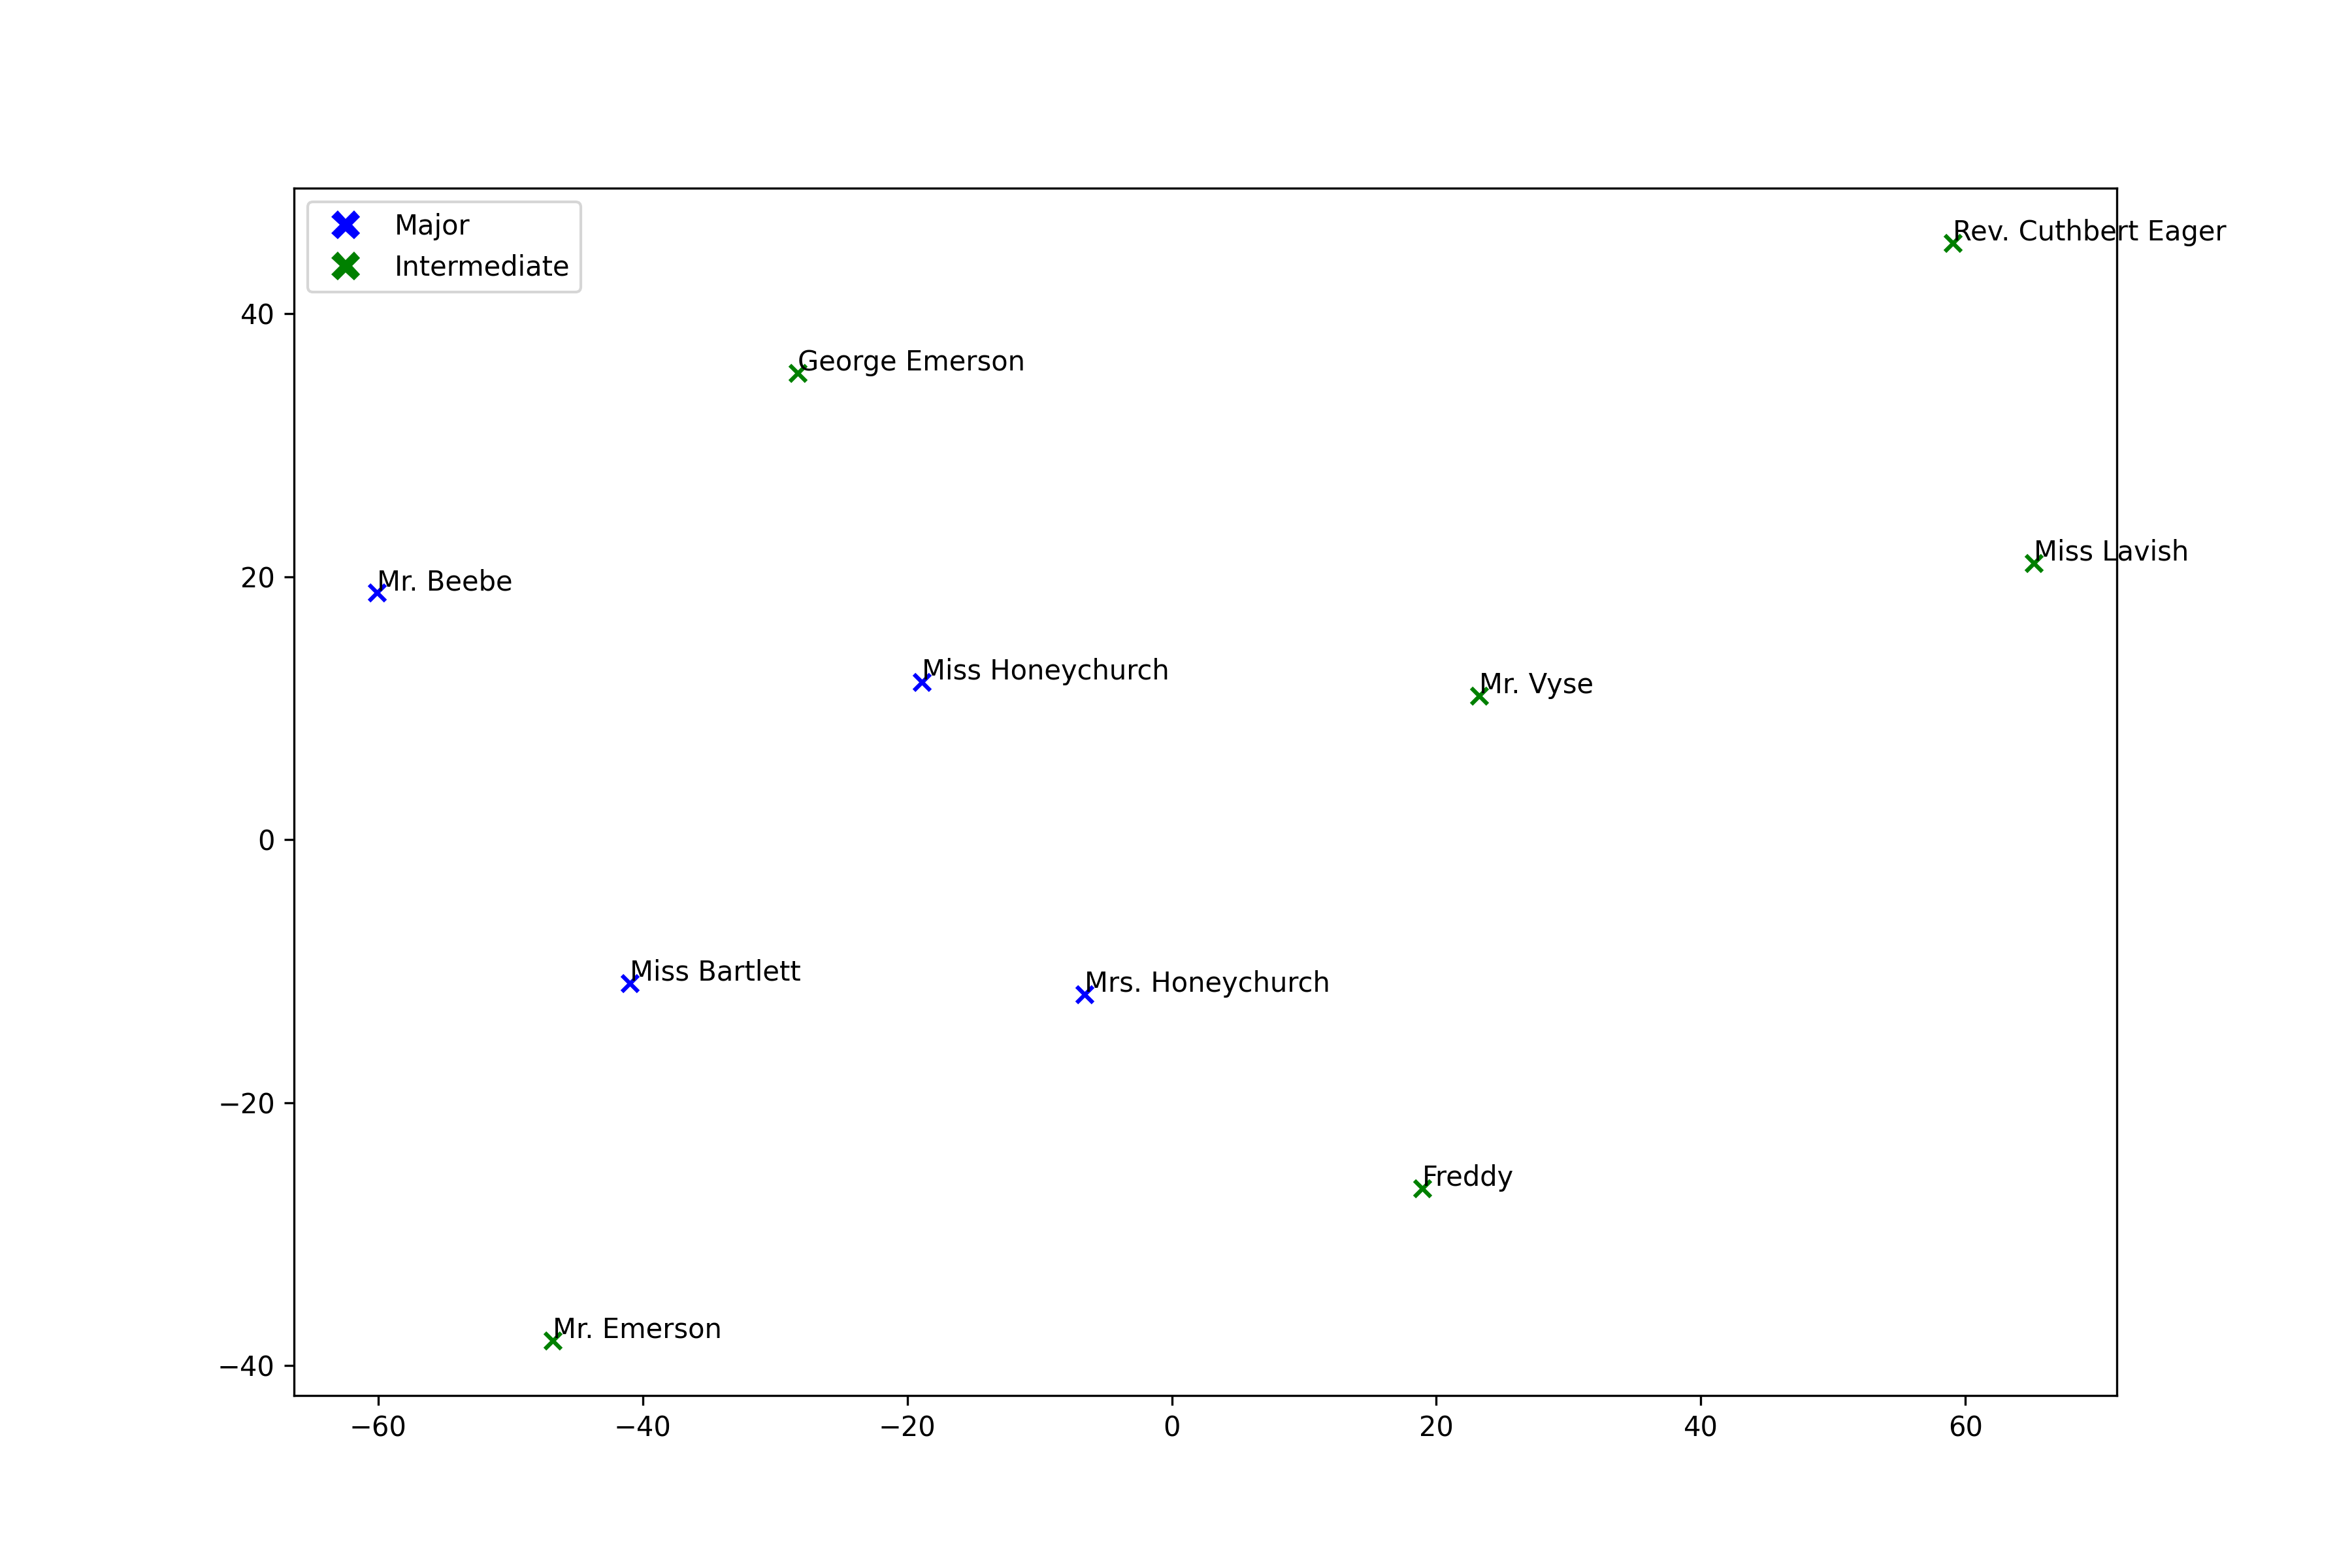 Major
Intermediate
Rev. Cuthbert Eager
George Emerson
Miss Lavish
Mr. Beebe
Miss Honeychurch
Mr. Vyse
Miss Bartlett
Mrs. Honeychurch
Freddy
Mr. Emerson
40
20
0
−20
−40
−60
−40
−20
0
20
40
60